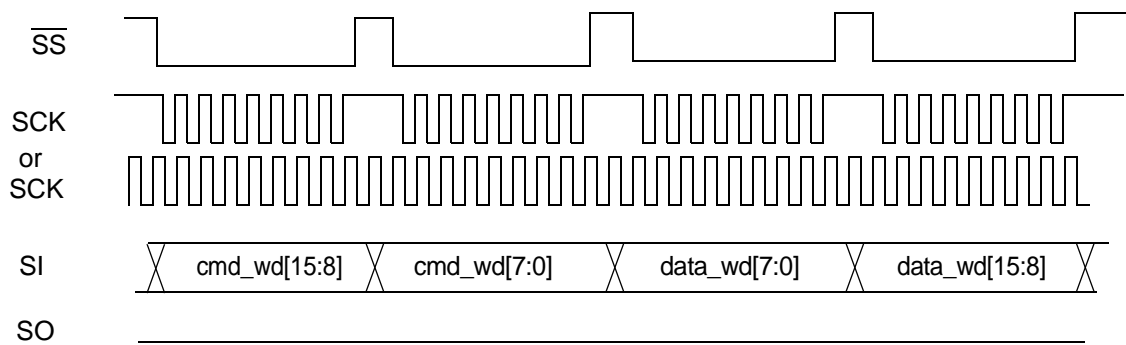 SS
SCK
or
SCK
SI cmd_wd[15:8] cmd_wd[7:0] data_wd[7:0] data_wd[15:8]
SO